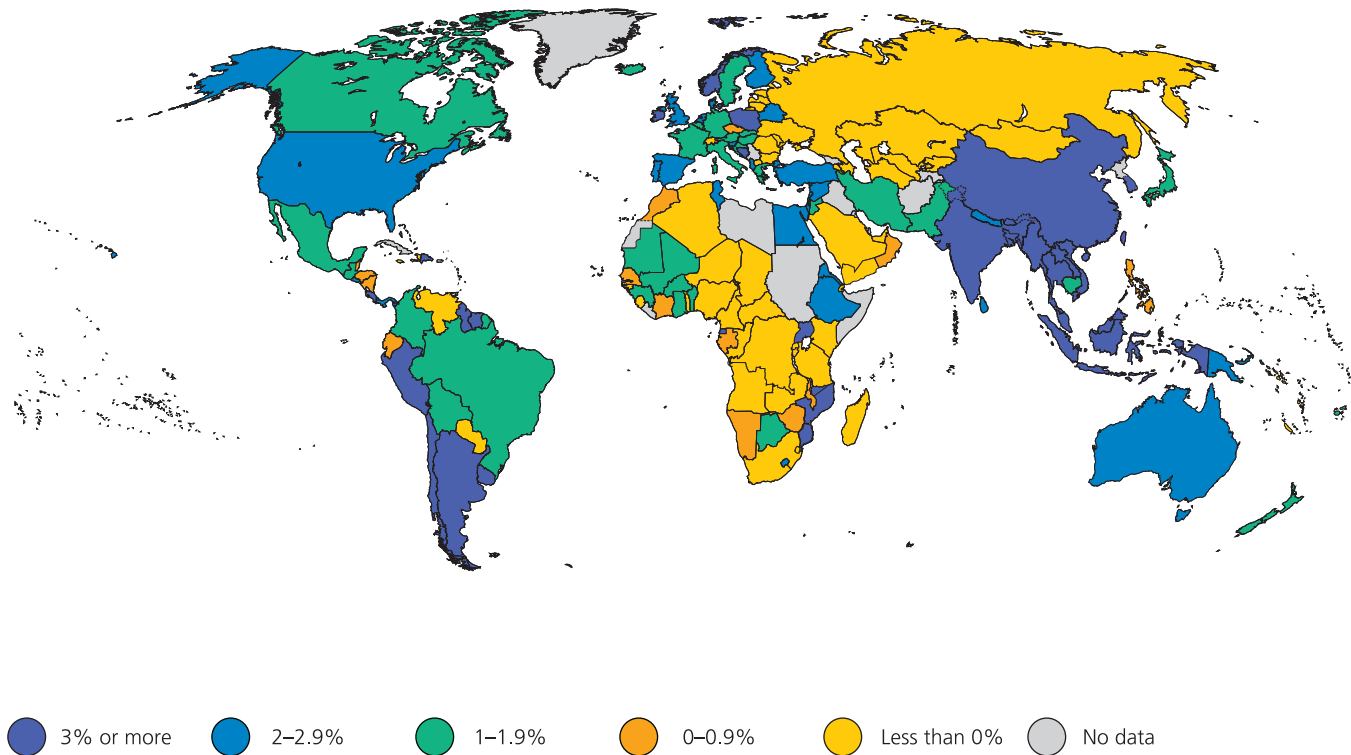 3% or more
2–2.9%
1–1.9%
0–0.9%
Less than 0%
No data